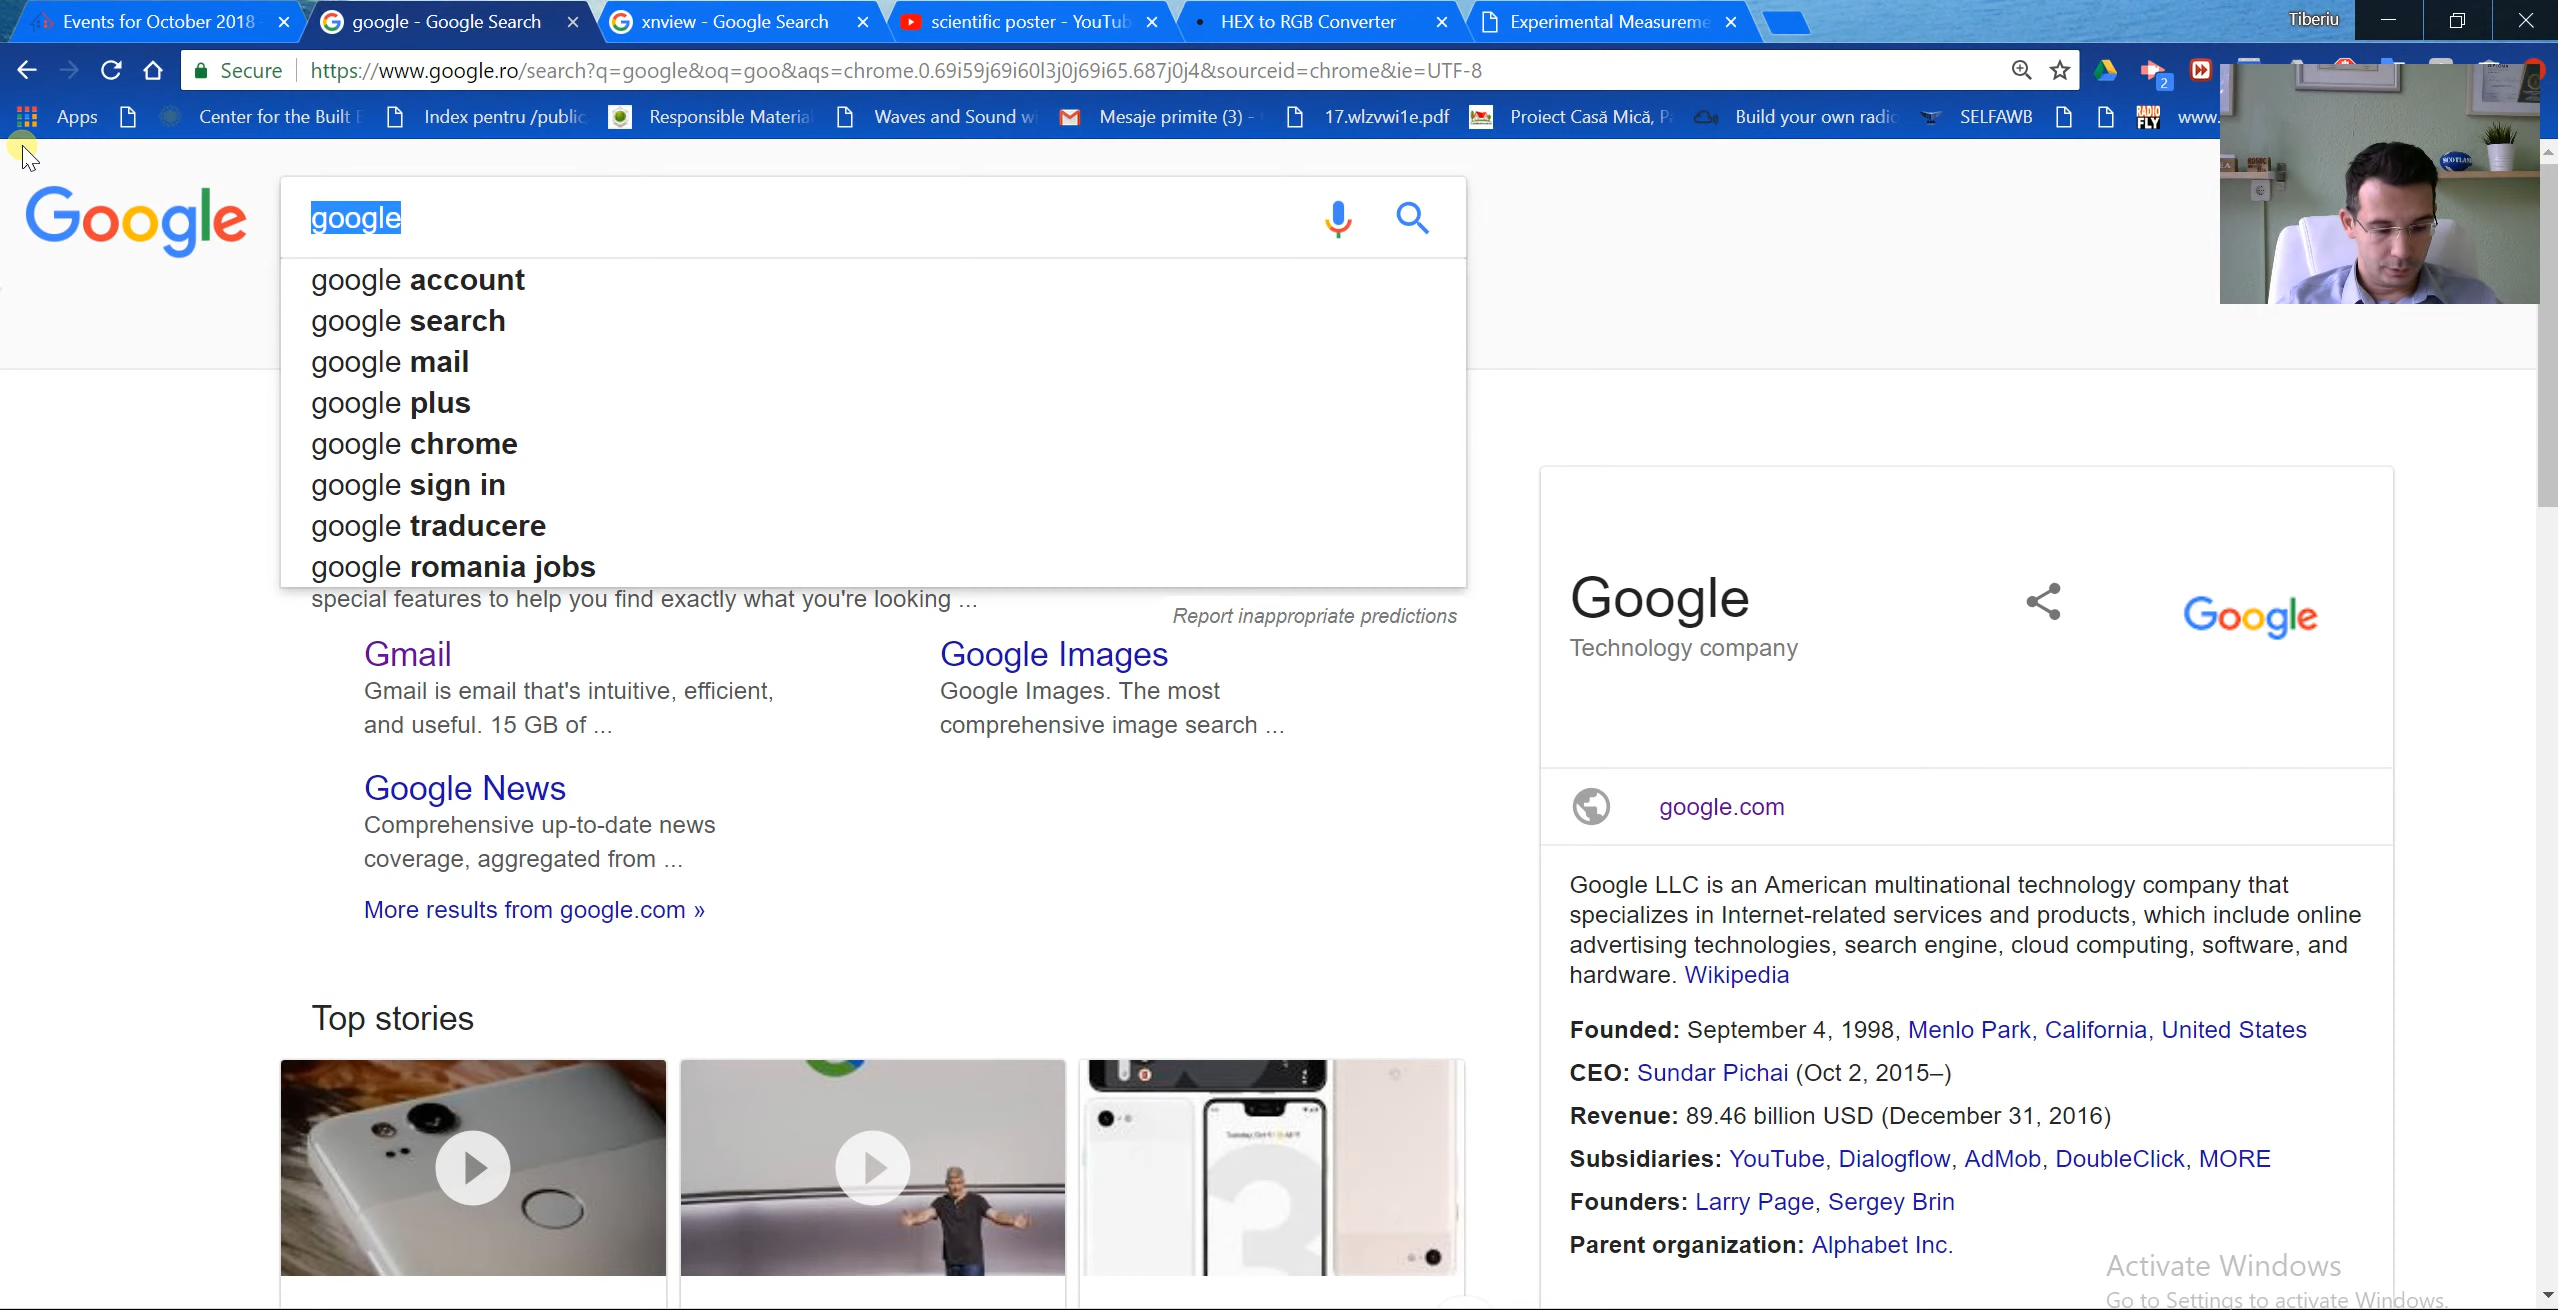 Events for October 2018
google - Google Search
xnview - Google Search
scientific poster - YouTub
HEX to RGB Converter
Experimental Measureme
Tiberiu
Secure
https://www.google.ro/search?q=google&oq=goo&aqs=chrome.0.69i59j69i60l3j0j69i65.687j0j4&sourceid=chrome&ie=UTF-8
2
Apps
Center for the Built E
Index pentru /public
Responsible Material
Waves and Sound wi
Mesaje primite (3) -
17.wlzvwi1e.pdf
Proiect Casă Mică, Pa
Build your own radio
SELFAWB
RADIO FLY
www.
SCOTLAND
Google
google
google account
google search
google mail
google plus
google chrome
google sign in
google traducere
google romania jobs
special features to help you find exactly what you're looking ...
Report inappropriate predictions
Gmail
Gmail is email that's intuitive, efficient,
and useful. 15 GB of ...
Google Images
Google Images. The most
comprehensive image search ...
Google News
Comprehensive up-to-date news
coverage, aggregated from ...
More results from google.com »
Top stories
Google
Technology company
Google
google.com
Google LLC is an American multinational technology company that
specializes in Internet-related services and products, which include online
advertising technologies, search engine, cloud computing, software, and
hardware. Wikipedia
Founded: September 4, 1998, Menlo Park, California, United States
CEO: Sundar Pichai (Oct 2, 2015–)
Revenue: 89.46 billion USD (December 31, 2016)
Subsidiaries: YouTube, Dialogflow, AdMob, DoubleClick, MORE
Founders: Larry Page, Sergey Brin
Parent organization: Alphabet Inc.
Activate Windows
Go to Settings to activate Windows.